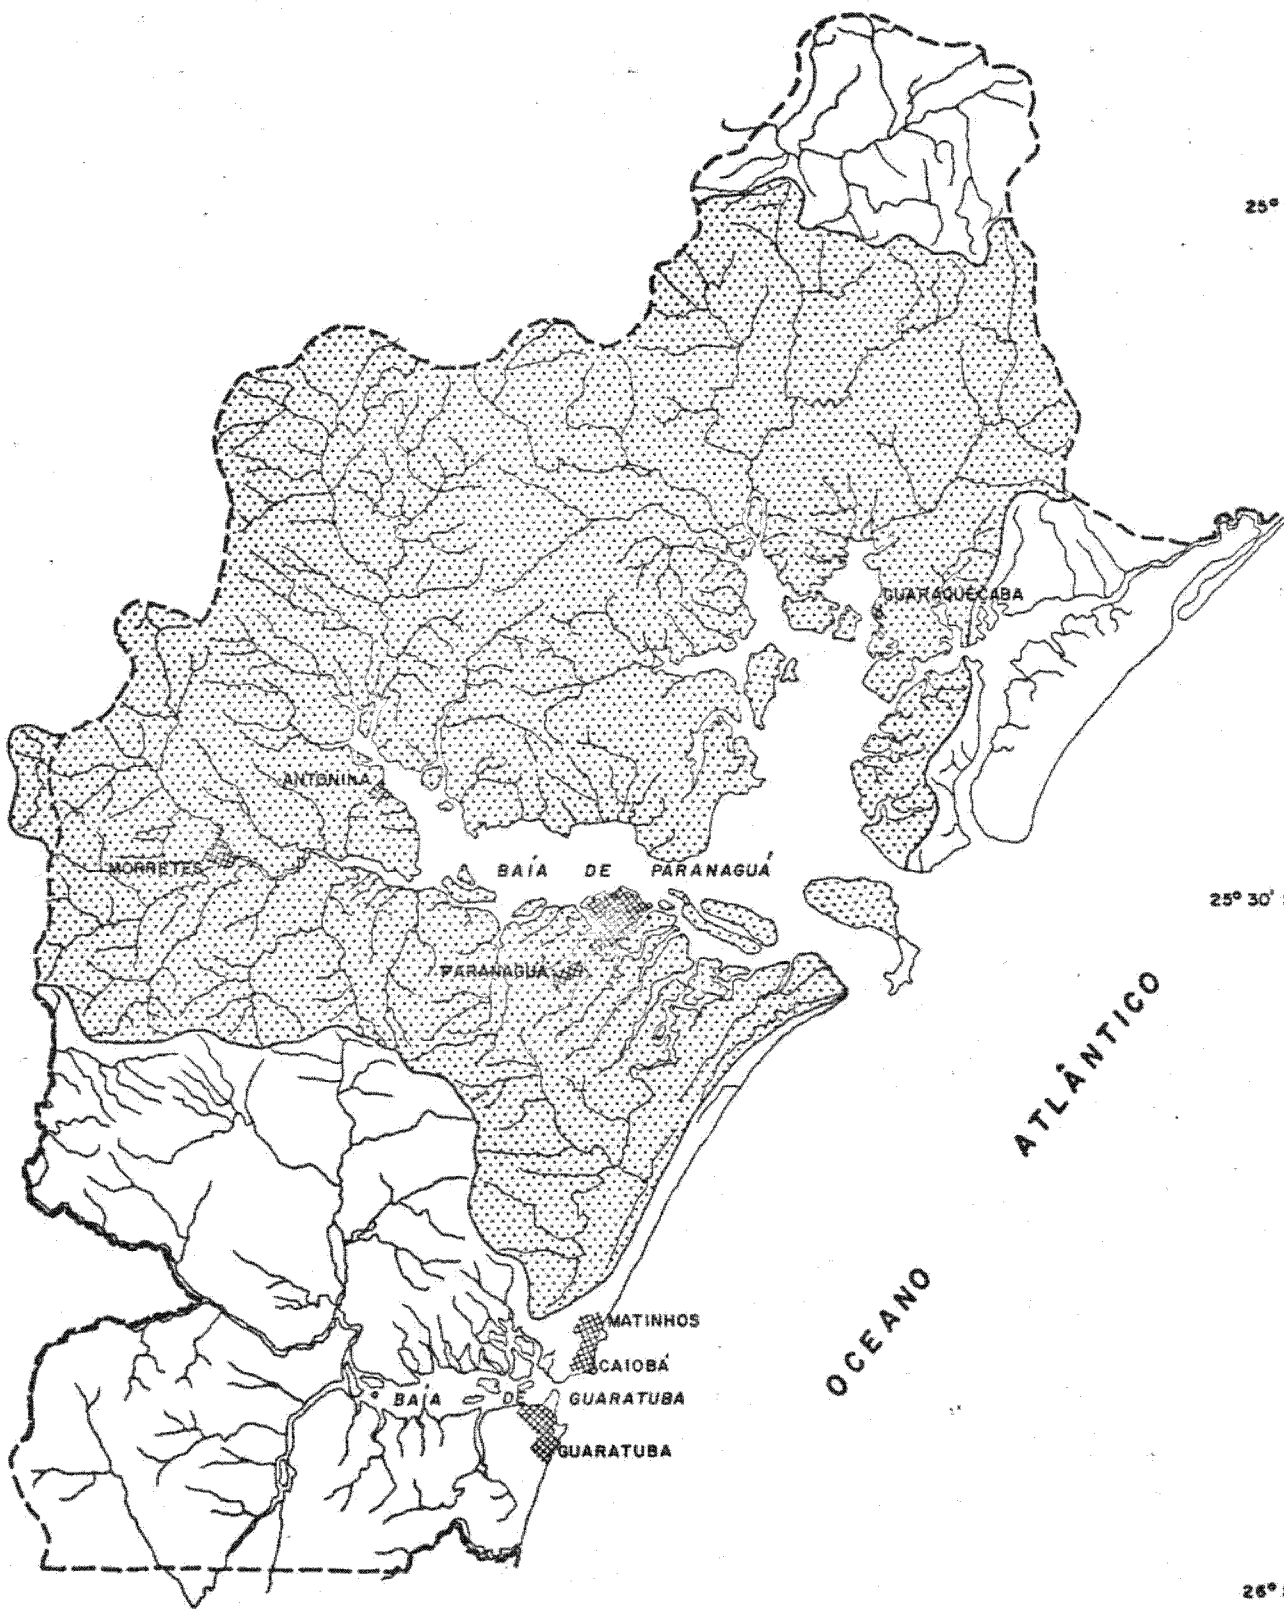 25°
GUARAQUEÇABA
ANTONINA
MORRETES
BAÍA DE PARANAGUÁ
25° 30'
PARANAGUÁ
OCEANO ATLÂNTICO
MATINHOS
CAIOBÁ
BAÍA DE GUARATUBA
GUARATUBA
26°